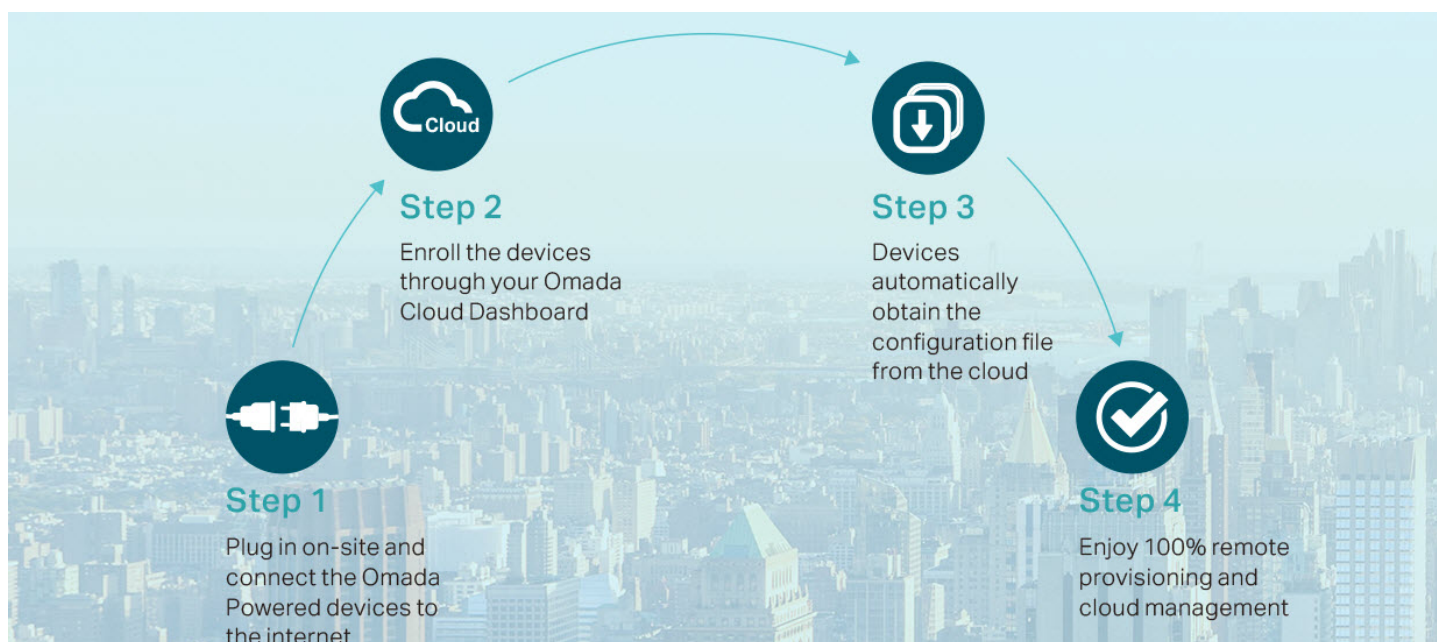 Cloud
Step 2
Enroll the devices
through your Omada
Cloud Dashboard
Step 3
Devices
automatically
obtain the
configuration file
from the cloud
Step 1
Plug in on-site and
connect the Omada
Powered devices to
the internet
Step 4
Enjoy 100% remote
provisioning and
cloud management